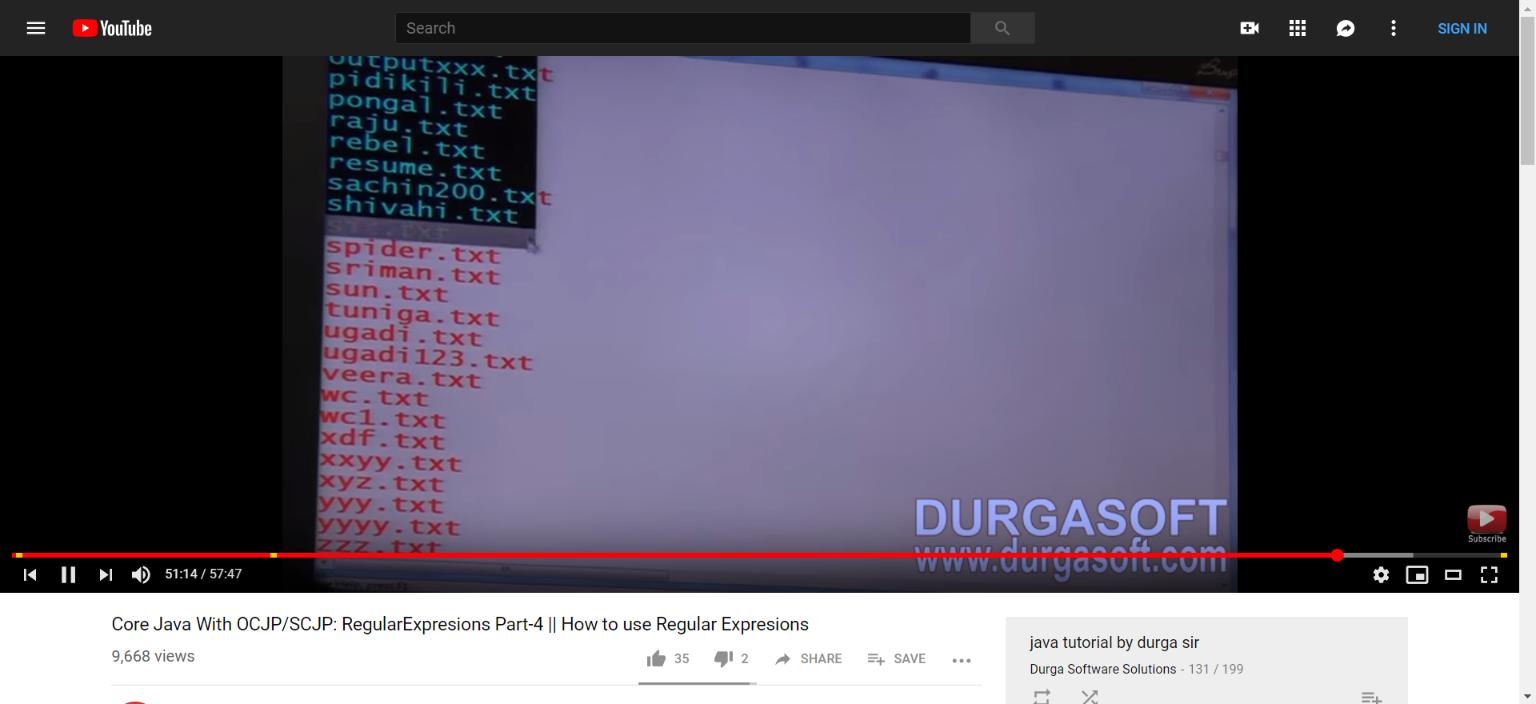 YouTube
Search
SIGN IN
outputxxx.txt
pidikili.txt
pongal.txt
raju.txt
rebel.txt
resume.txt
sachin200.txt
shivahi.txt
spider.txt
sriman.txt
sun.txt
tuniga.txt
ugadi.txt
ugadi123.txt
veera.txt
wc.txt
wc1.txt
xdf.txt
xxyy.txt
xyz.txt
yyy.txt
yyyy.txt
zzz.txt
DURGASOFT
www.durgasoft.com
Subscribe
51:14 / 57:47
Core Java With OCJP/SCJP: RegularExpresions Part-4 || How to use Regular Expresions
9,668 views
35
2
SHARE
SAVE
java tutorial by durga sir
Durga Software Solutions - 131 / 199